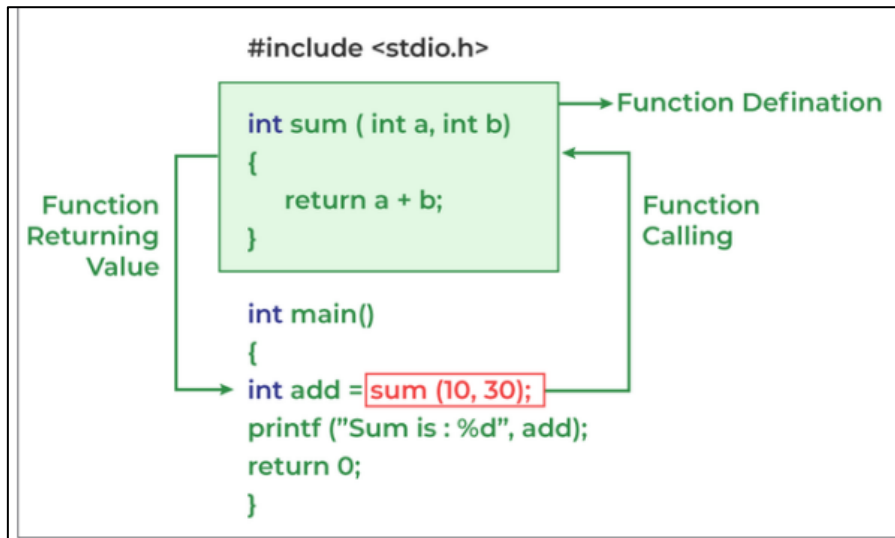 #include <stdio.h>
int sum ( int a, int b)
{
return a + b;
}
Function Defination
Function
Returning
Value
Function
Calling
int main()
{
int add = sum (10, 30);
printf ("Sum is : %d", add);
return 0;
}